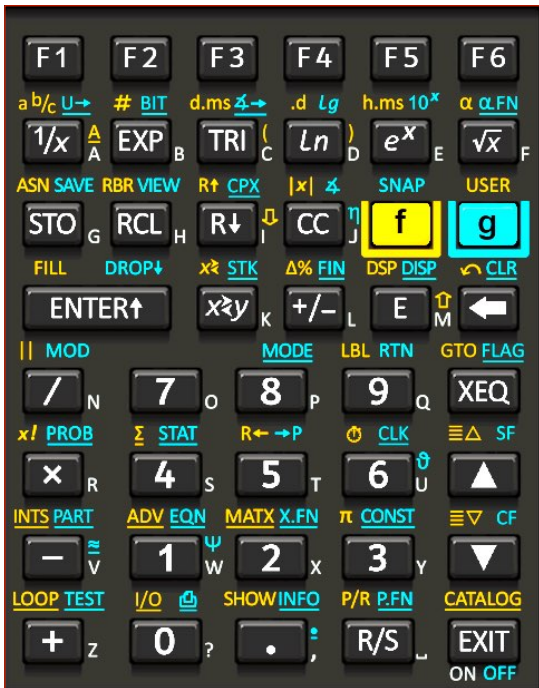 F1 F2 F3 F4 F5 F6
a b/c U→ # BIT d.ms ∡→ .d lg h.ms 10ˣ α α.FN
1/x A A EXP B TRI ( C Ln ) D eˣ E √x F
ASN SAVE RBR VIEW R↑ CPX |x| ∡ SNAP USER
STO G RCL H R↓ ⇩ I CC η J f g
FILL DROP↓ x⇄ STK Δ% FIN DSP DISP ↶ CLR
ENTER↑ x⇄y K +/− L E ⇧ M ←
|| MOD MODE LBL RTN GTO FLAG
/ N 7 O 8 P 9 Q XEQ
x! PROB Σ STAT R← →P ⏱ CLK ≣△ SF
× R 4 S 5 T 6 ϑ U ▲
INTS PART ADV EQN MATX X.FN π CONST ≣▽ CF
− ≈ V 1 Ψ W 2 X 3 Y ▼
LOOP TEST I/O ⎙ SHOW INFO P/R P.FN CATALOG
+ Z 0 ? . , R/S ␣ EXIT
ON OFF